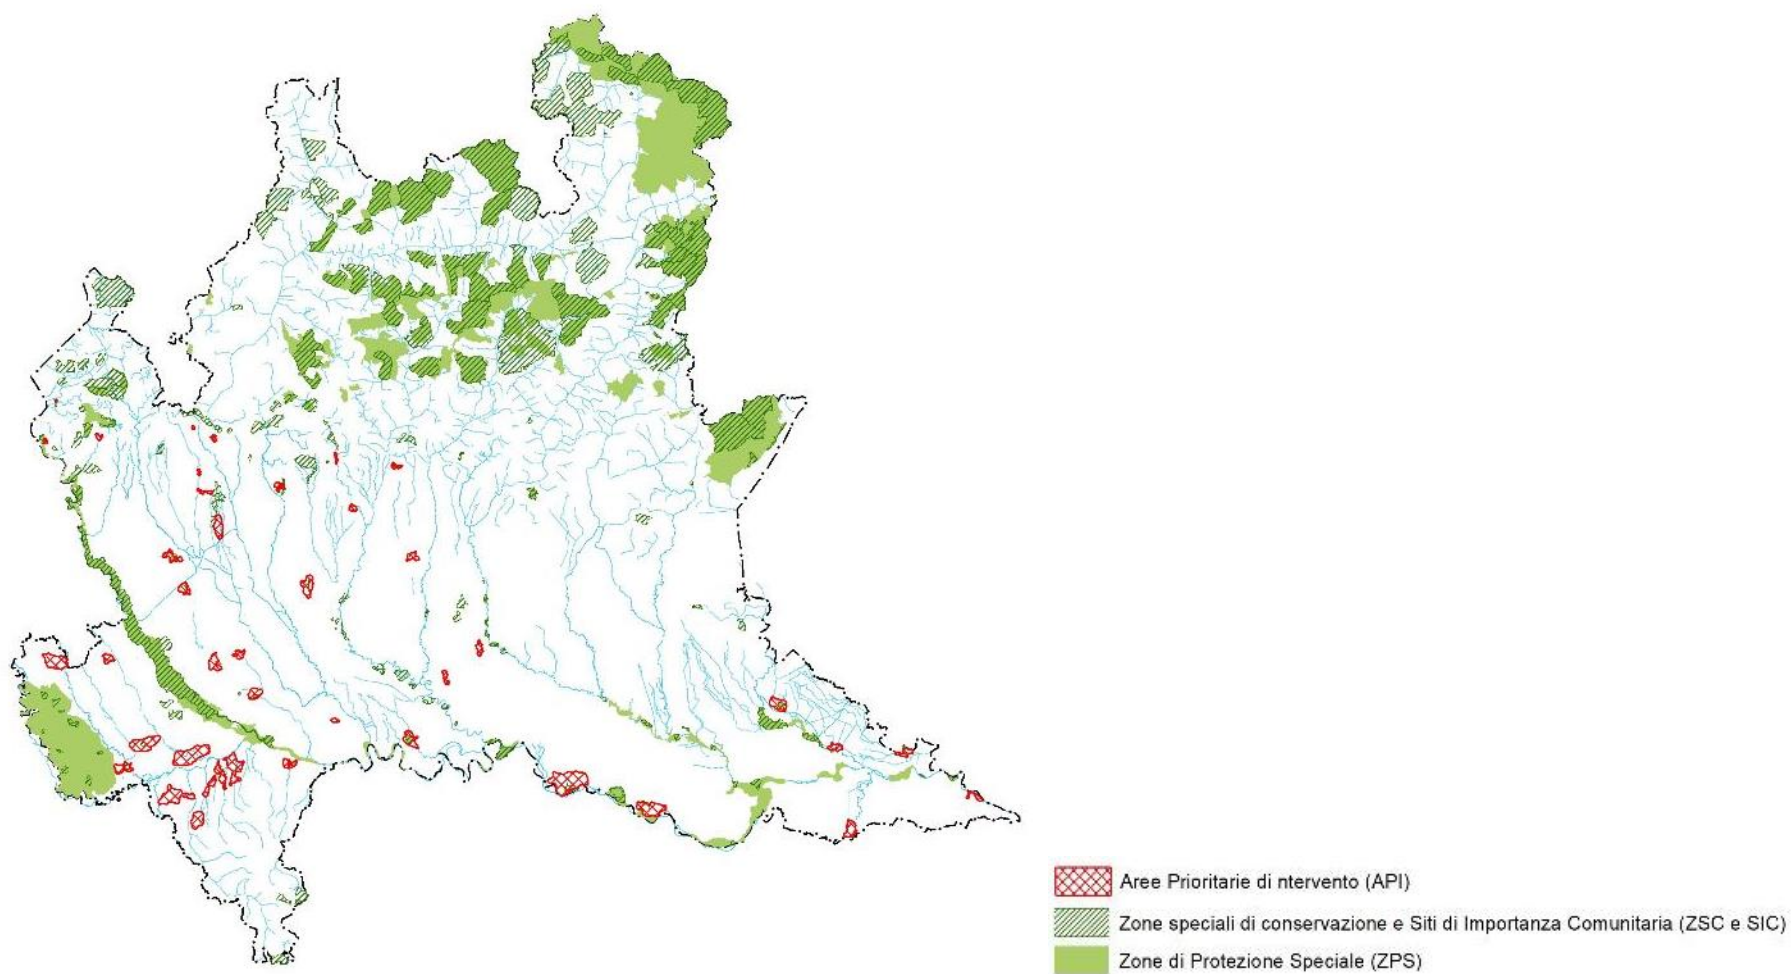 Aree Prioritarie di ntervento (API)
Zone speciali di conservazione e Siti di Importanza Comunitaria (ZSC e SIC)
Zone di Protezione Speciale (ZPS)